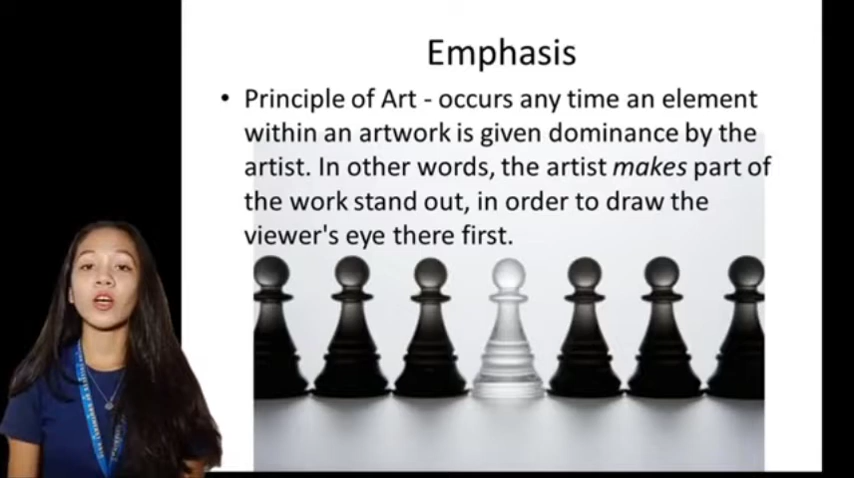 Emphasis
• Principle of Art - occurs any time an element
within an artwork is given dominance by the
artist. In other words, the artist makes part of
the work stand out, in order to draw the
viewer's eye there first.